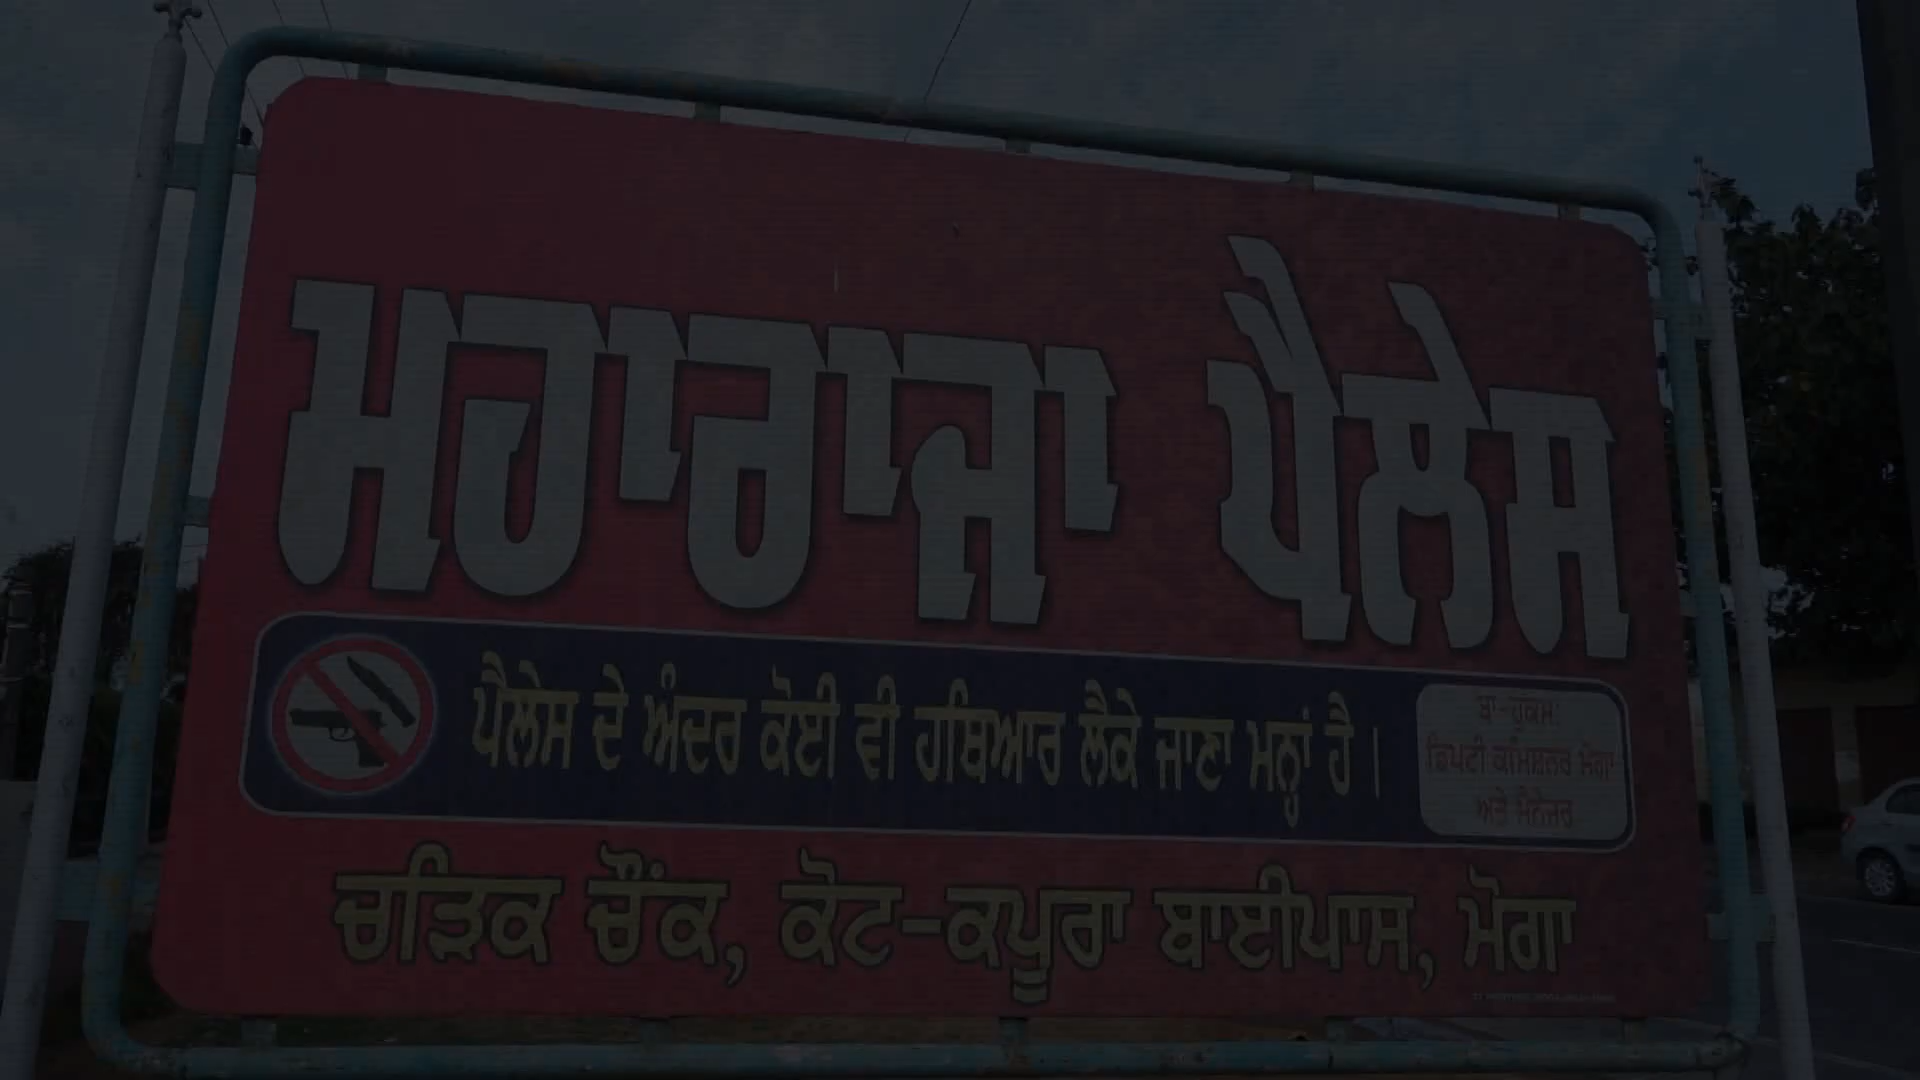 ਮਹਾਰਾਜਾ ਪੈਲੇਸ
ਪੈਲੇਸ ਦੇ ਅੰਦਰ ਕੋਈ ਵੀ ਹਥਿਆਰ ਲੈਕੇ ਜਾਣਾ ਮਨ੍ਹਾਂ ਹੈ।
ਬਾ-ਹੁਕਮ:
ਡਿਪਟੀ ਕਮਿਸ਼ਨਰ ਮੋਗਾ
ਅਤੇ ਮੈਨੇਜਰ
ਚੜਿਕ ਚੌਂਕ, ਕੋਟ-ਕਪੂਰਾ ਬਾਈਪਾਸ, ਮੋਗਾ